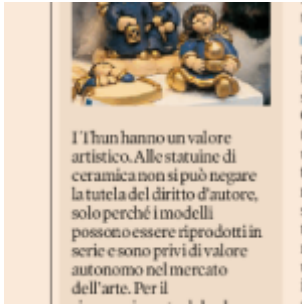 I Thun hanno un valore
artistico. Alle statuine di
ceramica non si può negare
la tutela del diritto d'autore,
solo perché i modelli
possono essere riprodotti in
serie e sono privi di valore
autonomo nel mercato
dell'arte. Per il